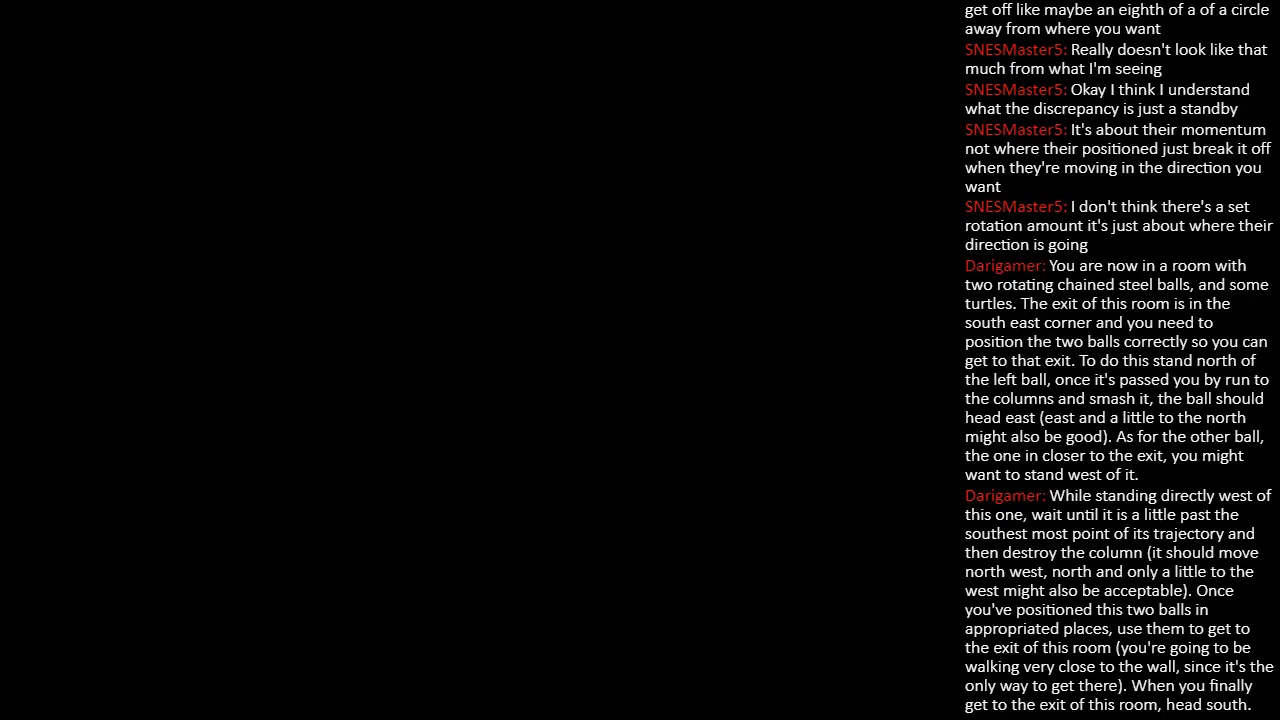 get off like maybe an eighth of a of a circle
away from where you want
SNESMaster5: Really doesn't look like that
much from what I'm seeing
SNESMaster5: Okay I think I understand
what the discrepancy is just a standby
SNESMaster5: It's about their momentum
not where their positioned just break it off
when they're moving in the direction you
want
SNESMaster5: I don't think there's a set
rotation amount it's just about where their
direction is going
Darigamer: You are now in a room with
two rotating chained steel balls, and some
turtles. The exit of this room is in the
south east corner and you need to
position the two balls correctly so you can
get to that exit. To do this stand north of
the left ball, once it's passed you by run to
the columns and smash it, the ball should
head east (east and a little to the north
might also be good). As for the other ball,
the one in closer to the exit, you might
want to stand west of it.
Darigamer: While standing directly west of
this one, wait until it is a little past the
southest most point of its trajectory and
then destroy the column (it should move
north west, north and only a little to the
west might also be acceptable). Once
you've positioned this two balls in
appropriated places, use them to get to
the exit of this room (you're going to be
walking very close to the wall, since it's the
only way to get there). When you finally
get to the exit of this room, head south.